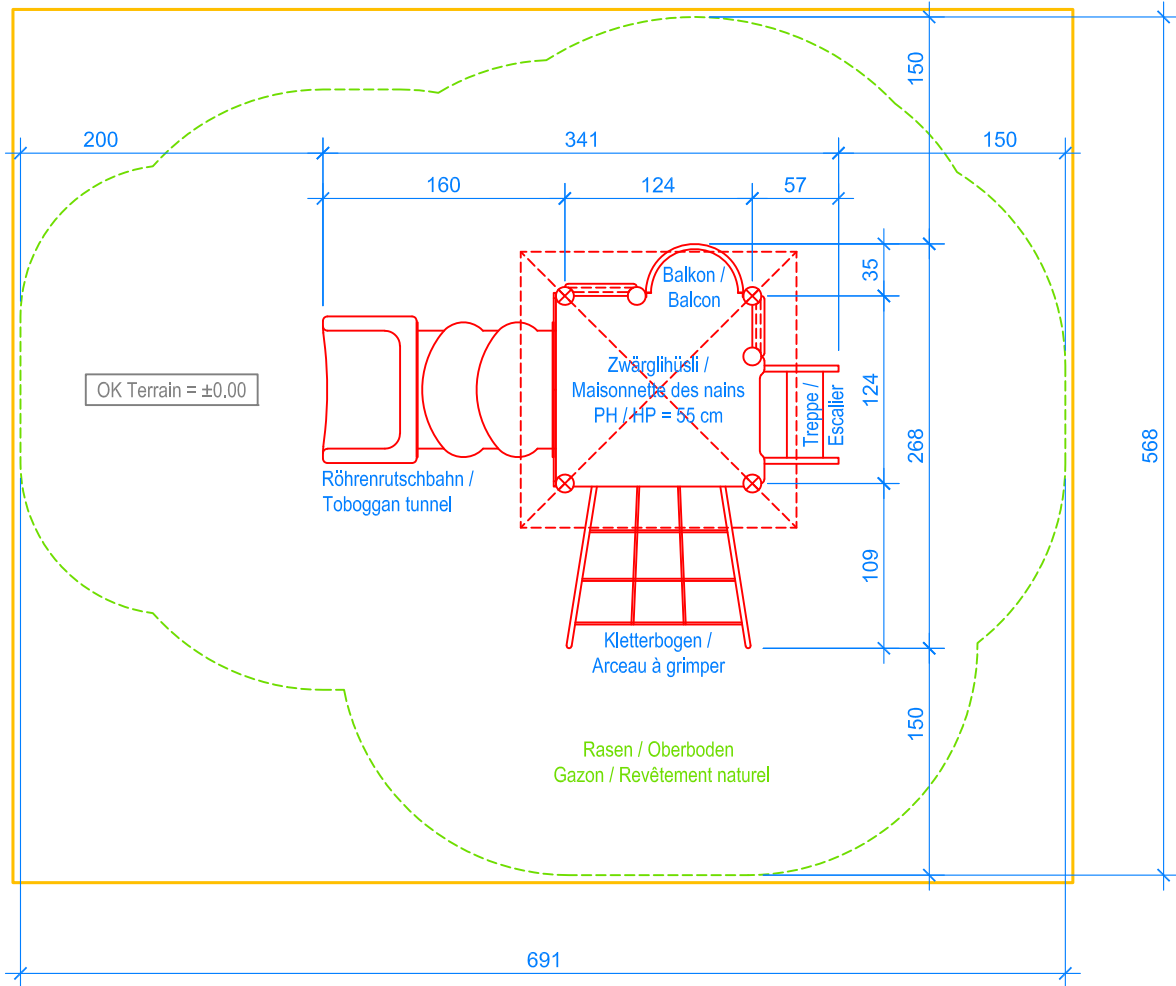 150
200
341
150
160
124
57
35
Balkon /
Balcon
Zwärglihüsli /
Maisonnette des nains
PH / HP = 55 cm
OK Terrain = ±0,00
Treppe /
Escalier
124
268
568
Röhrenrutschbahn /
Toboggan tunnel
109
Kletterbogen /
Arceau à grimper
150
Rasen / Oberboden
Gazon / Revêtement naturel
691